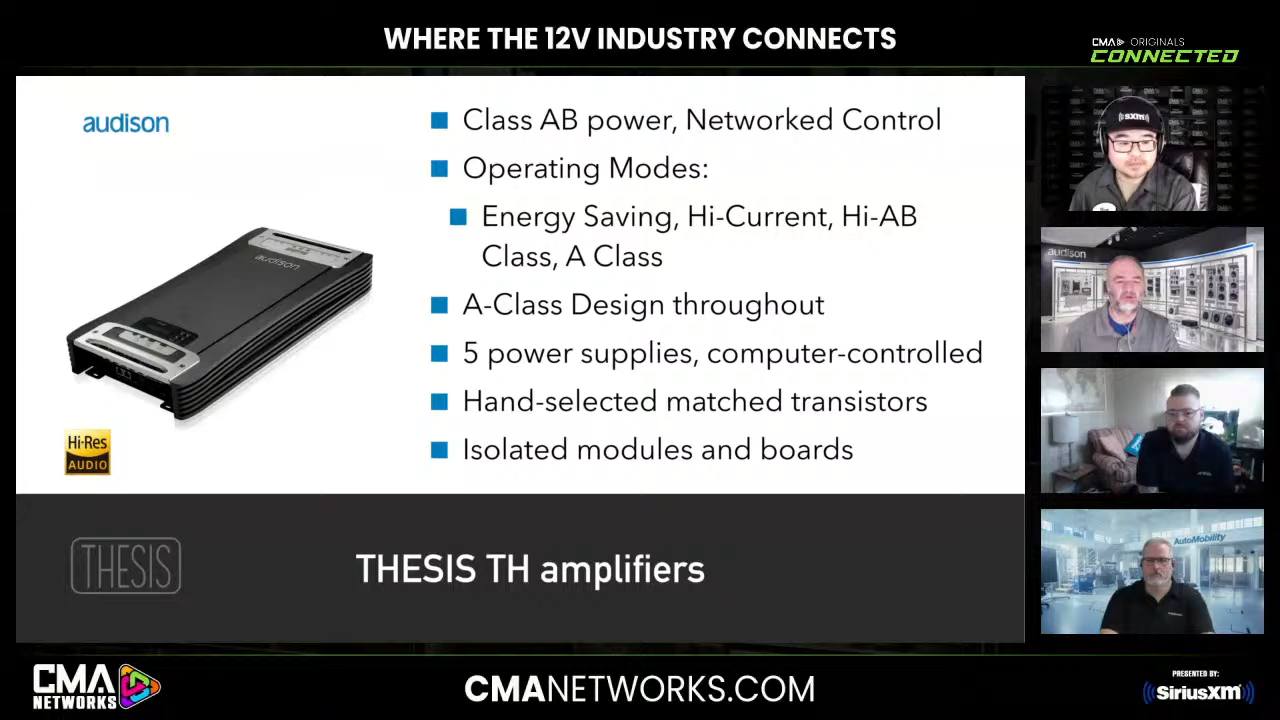 WHERE THE 12V INDUSTRY CONNECTS
CMA ORIGINALS
CONNECTED
audison
Class AB power, Networked Control
Operating Modes:
Energy Saving, Hi-Current, Hi-AB
Class, A Class
A-Class Design throughout
5 power supplies, computer-controlled
Hand-selected matched transistors
Isolated modules and boards
audison
Hi-Res
AUDIO
THESIS
THESIS TH amplifiers
sxm
audison
AutoMobility
CMA
NETWORKS
CMANETWORKS.COM
PRESENTED BY:
SiriusXM